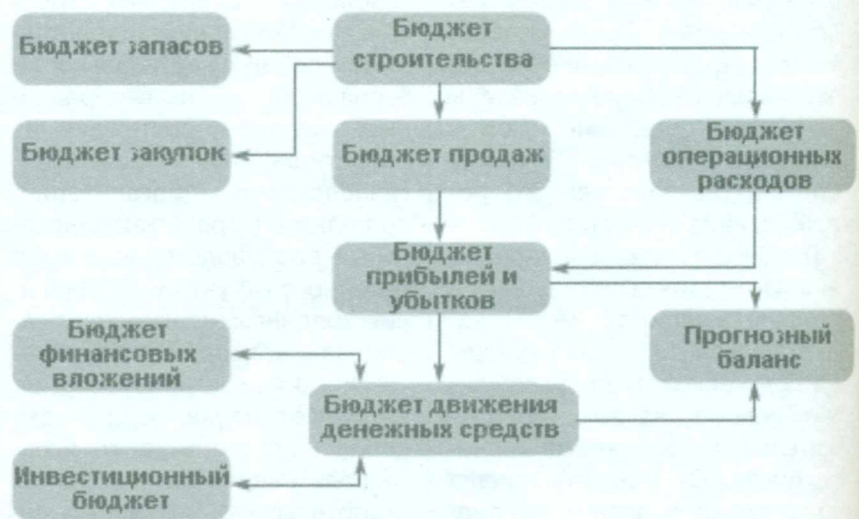 Бюджет запасов
Бюджет
строительства
Бюджет закупок
Бюджет продаж
Бюджет
операционных
расходов
Бюджет
прибылей и
убытков
Бюджет
финансовых
вложений
Прогнозный
баланс
Бюджет движения
денежных средств
Инвестиционный
бюджет